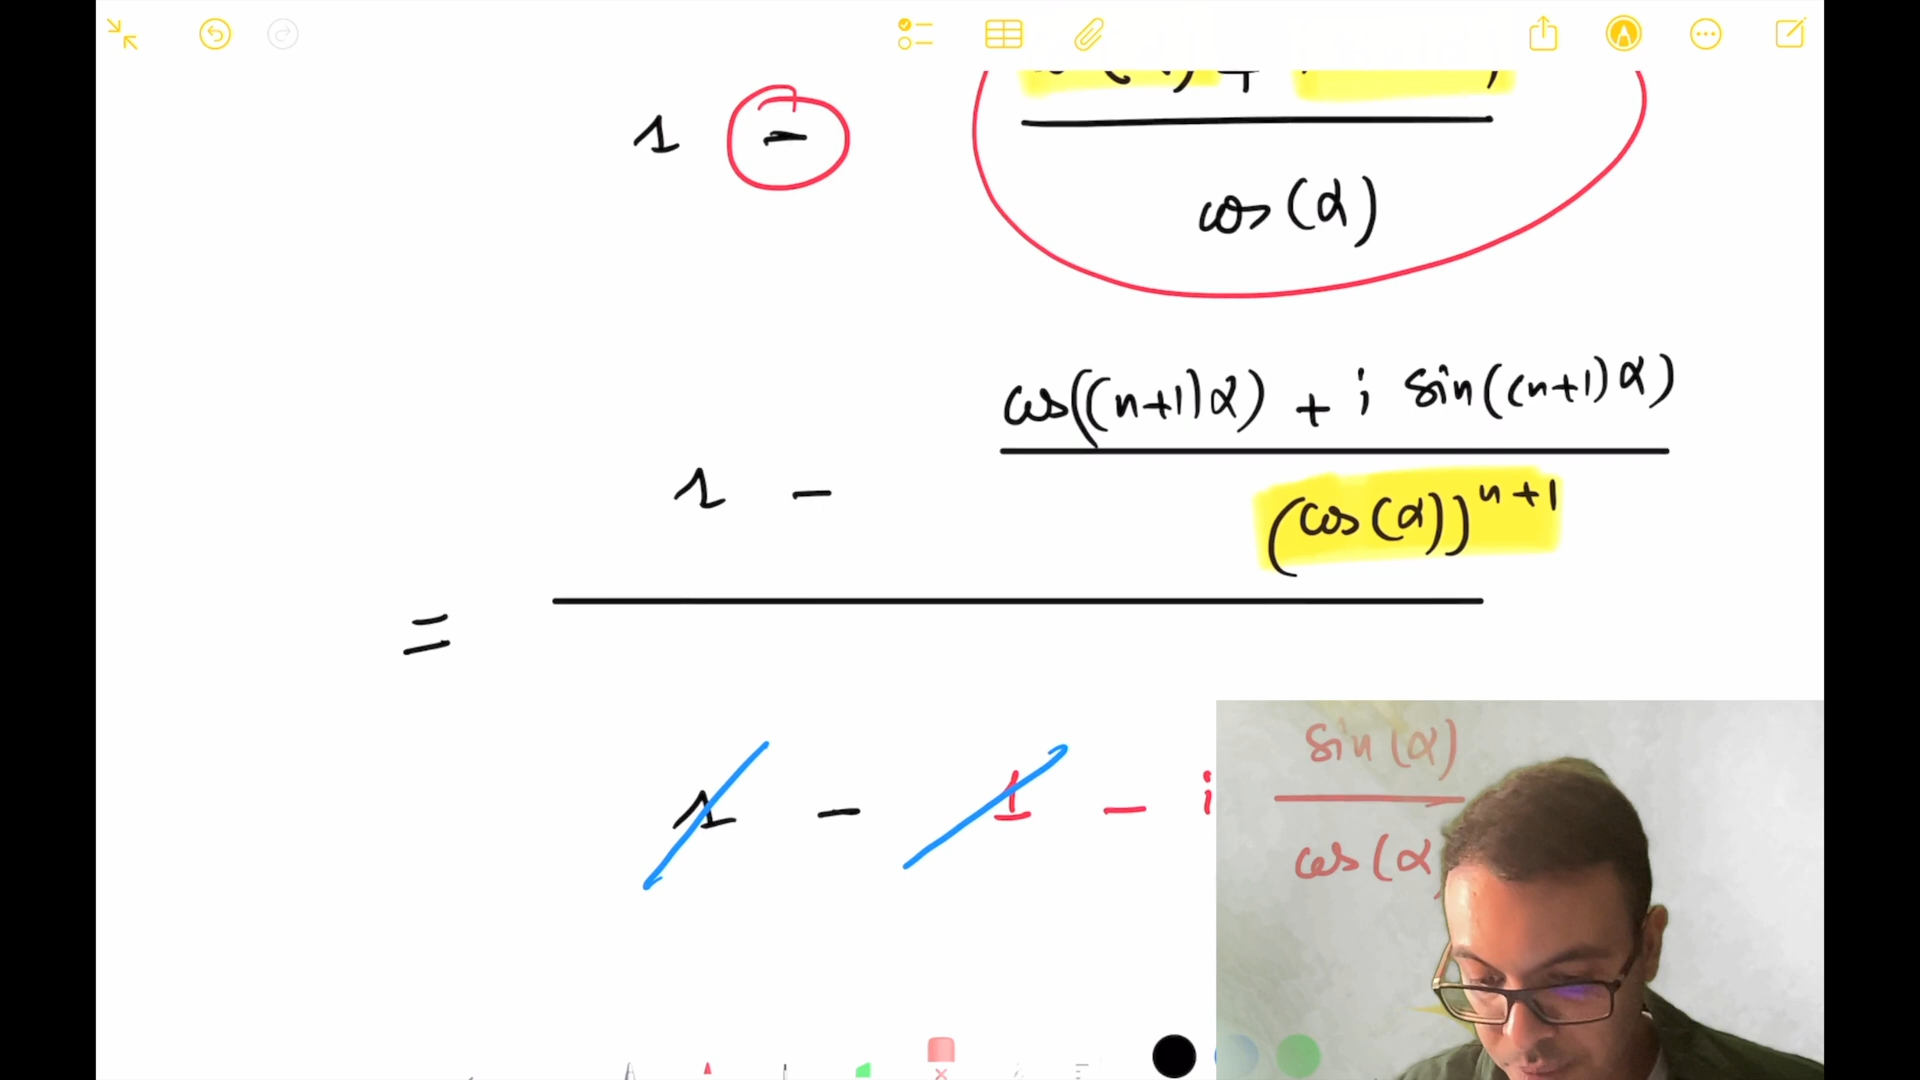 1 -
cos(α)
cos((n+1)α) + i sin((n+1)α)
1 -
(cos(α))^{n+1}
=
1 - 1 - i sin(α)
cos(α